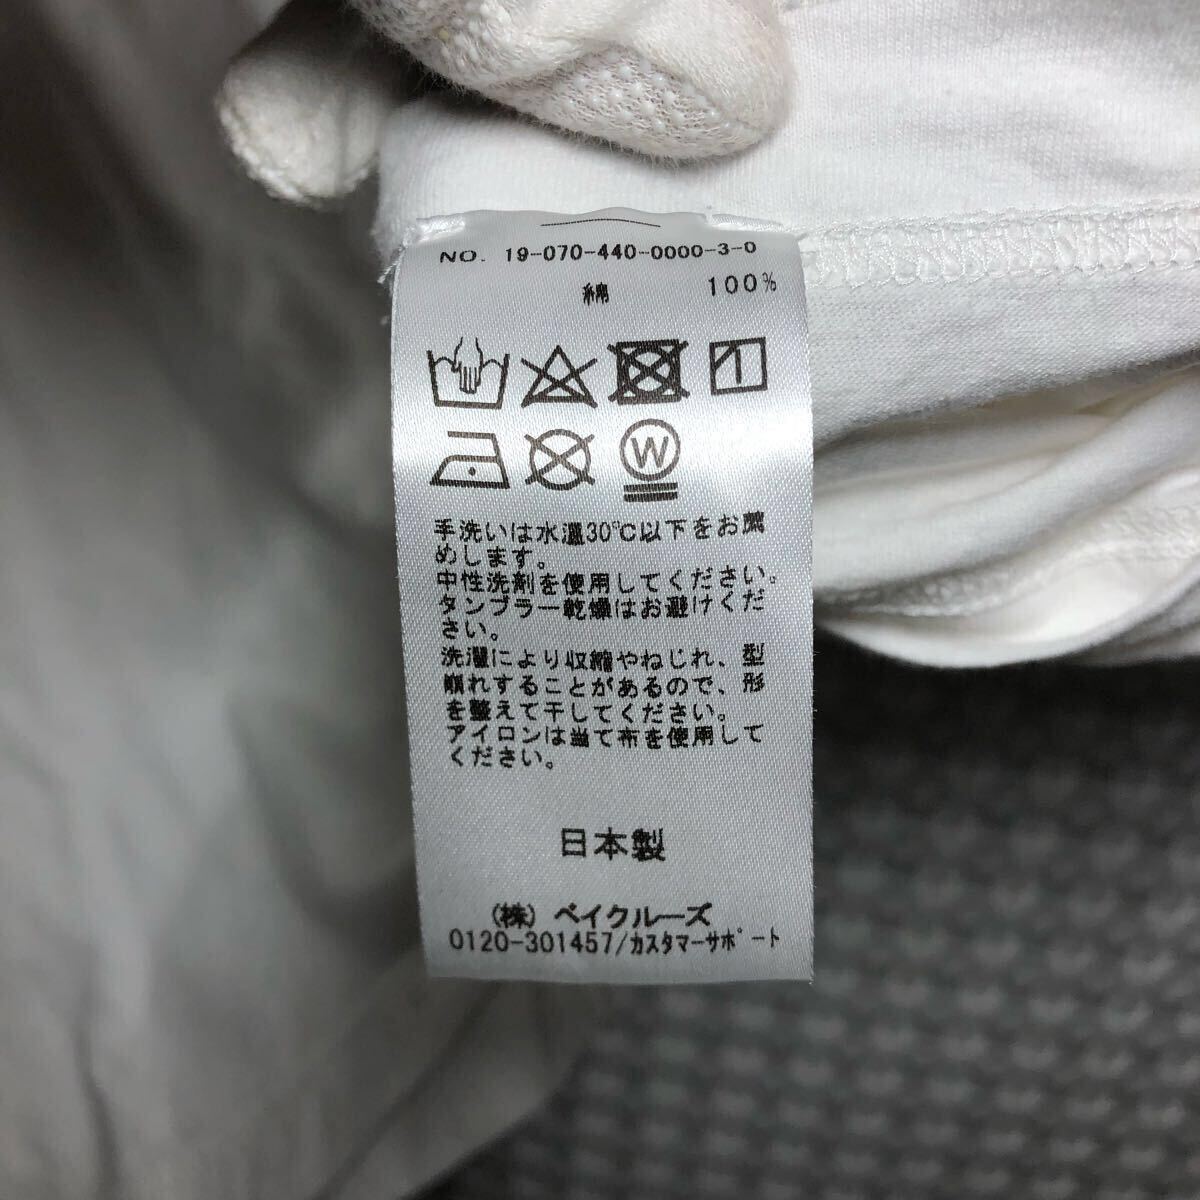 NO. 19-070-440-0000-3-0
綿 100%
W
手洗いは水温30℃以下をお薦
めします。
中性洗剤を使用してください。
タンブラー乾燥はお避けくだ
さい。
洗濯により収縮やねじれ、型
崩れすることがあるので、形
を整えて干してください。
アイロンは当て布を使用して
ください。
日本製
(株) ベイクルーズ
0120-301457/カスタマーサポート